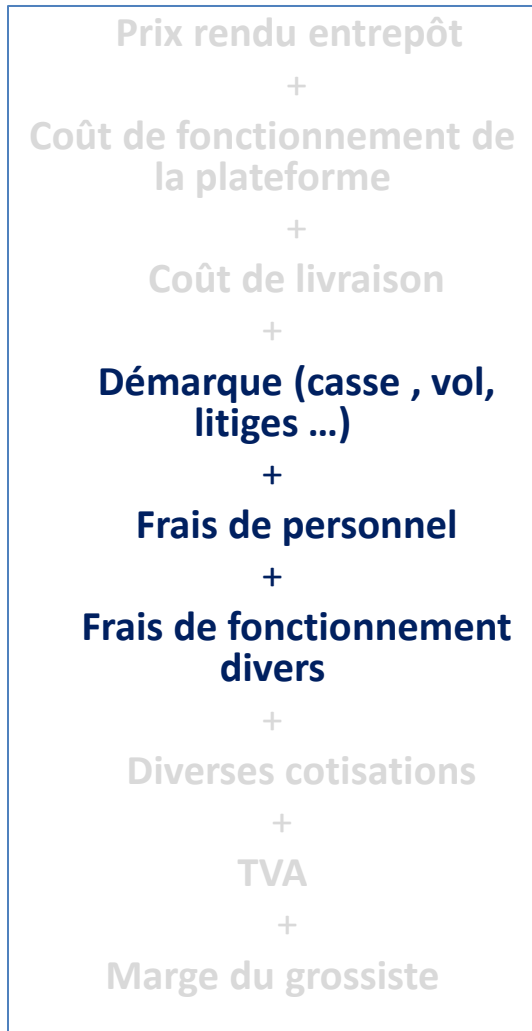 Prix rendu entrepôt
+
Coût de fonctionnement de
la plateforme
+
Coût de livraison
+
Démarque (casse , vol,
litiges …)
+
Frais de personnel
+
Frais de fonctionnement
divers
+
Diverses cotisations
+
TVA
+
Marge du grossiste